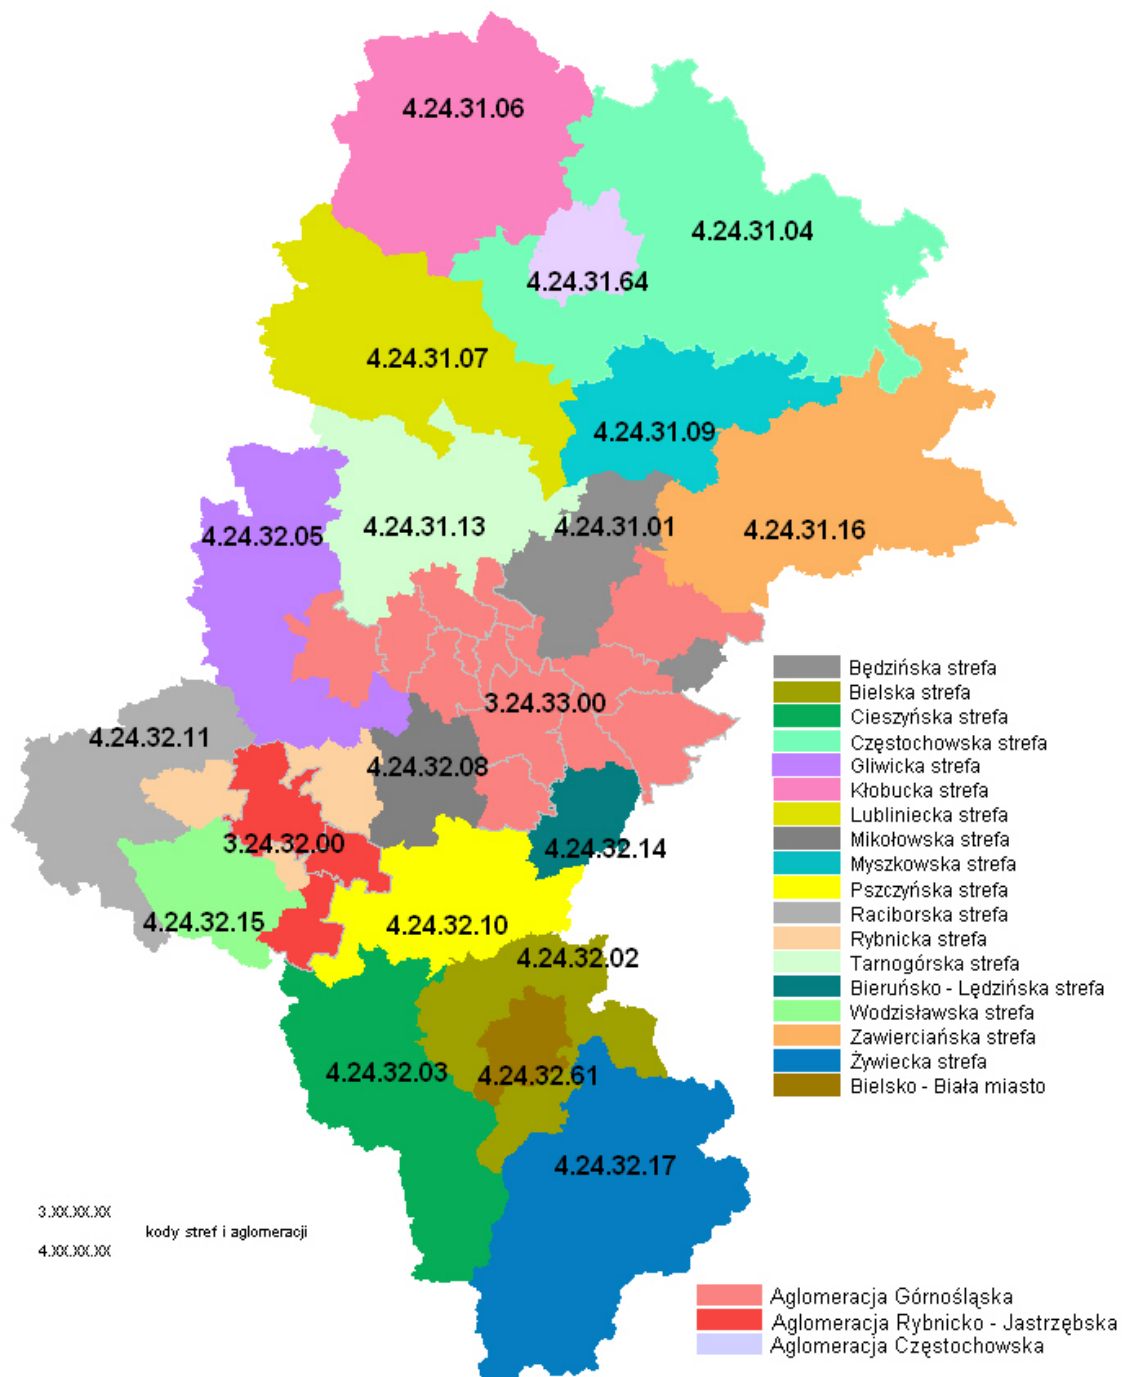 4.24.31.06
4.24.31.04
4.24.31.64
4.24.31.07
4.24.31.09
4.24.32.05
4.24.31.13
4.24.31.01
4.24.31.16
3.24.33.00
4.24.32.11
4.24.32.08
3.24.32.00
4.24.32.14
4.24.32.15
4.24.32.10
4.24.32.02
4.24.32.03
4.24.32.61
4.24.32.17
Będzińska strefa
Bielska strefa
Cieszyńska strefa
Częstochowska strefa
Gliwicka strefa
Kłobucka strefa
Lubliniecka strefa
Mikołowska strefa
Myszkowska strefa
Pszczyńska strefa
Raciborska strefa
Rybnicka strefa
Tarnogórska strefa
Bieruńsko - Lędzińska strefa
Wodzisławska strefa
Zawierciańska strefa
Żywiecka strefa
Bielsko - Biała miasto
3.XX.XX.XX
kody stref i aglomeracji
4.XX.XX.XX
Aglomeracja Górnośląska
Aglomeracja Rybnicko - Jastrzębska
Aglomeracja Częstochowska